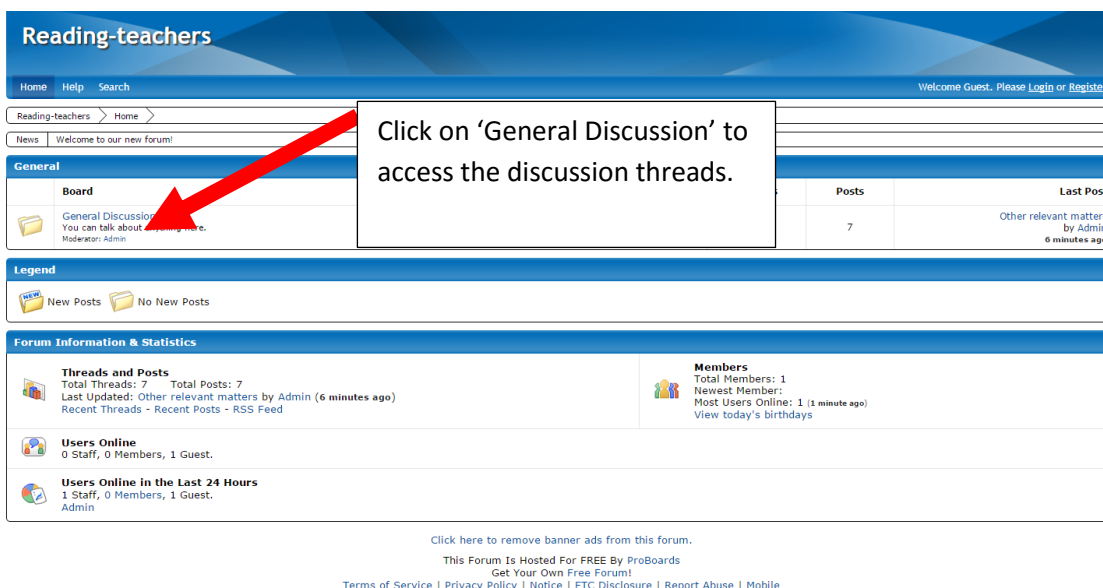 Reading-teachers
Home Help Search Welcome Guest. Please Login or Register
Reading-teachers Home
News Welcome to our new forum!
Click on ‘General Discussion’ to
access the discussion threads.
General
Board Posts Last Pos
General Discussion
You can talk about here.
Moderator: Admin
7
Other relevant matter
by Admi
6 minutes ag
Legend
NEW New Posts No New Posts
Forum Information & Statistics
Threads and Posts
Total Threads: 7 Total Posts: 7
Last Updated: Other relevant matters by Admin (6 minutes ago)
Recent Threads - Recent Posts - RSS Feed
Members
Total Members: 1
Newest Member:
Most Users Online: 1 (1 minute ago)
View today's birthdays
Users Online
0 Staff, 0 Members, 1 Guest.
Users Online in the Last 24 Hours
1 Staff, 0 Members, 1 Guest.
Admin
Click here to remove banner ads from this forum.
This Forum Is Hosted For FREE By ProBoards
Get Your Own Free Forum!
Terms of Service | Privacy Policy | Notice | FTC Disclosure | Report Abuse | Mobile